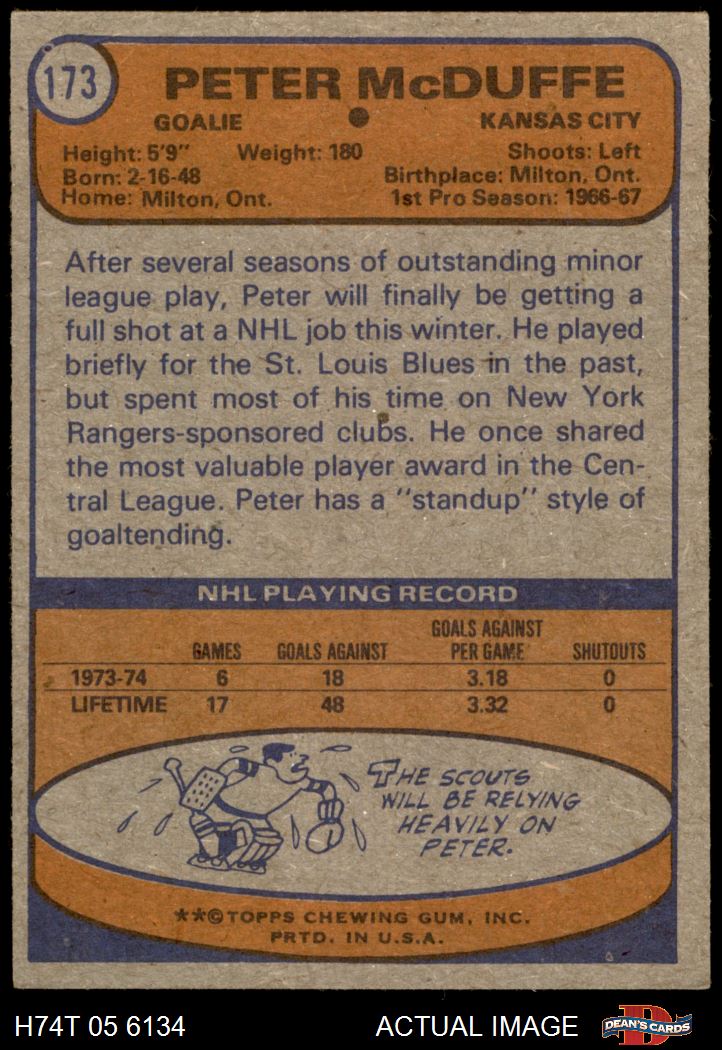 173
PETER McDUFFE
GOALIE KANSAS CITY
Height: 5'9" Weight: 180 Shoots: Left
Born: 2-16-48 Birthplace: Milton, Ont.
Home: Milton, Ont. 1st Pro Season: 1966-67
After several seasons of outstanding minor
league play, Peter will finally be getting a
full shot at a NHL job this winter. He played
briefly for the St. Louis Blues in the past,
but spent most of his time on New York
Rangers-sponsored clubs. He once shared
the most valuable player award in the Cen-
tral League. Peter has a "standup" style of
goaltending.
NHL PLAYING RECORD
GAMES GOALS AGAINST GOALS AGAINST PER GAME SHUTOUTS
1973-74 6 18 3.18 0
LIFETIME 17 48 3.32 0
THE SCOUTS
WILL BE RELYING
HEAVILY ON
PETER.
**©TOPPS CHEWING GUM, INC.
PRTD. IN U.S.A.
H74T 05 6134 ACTUAL IMAGE D DEAN'S CARDS